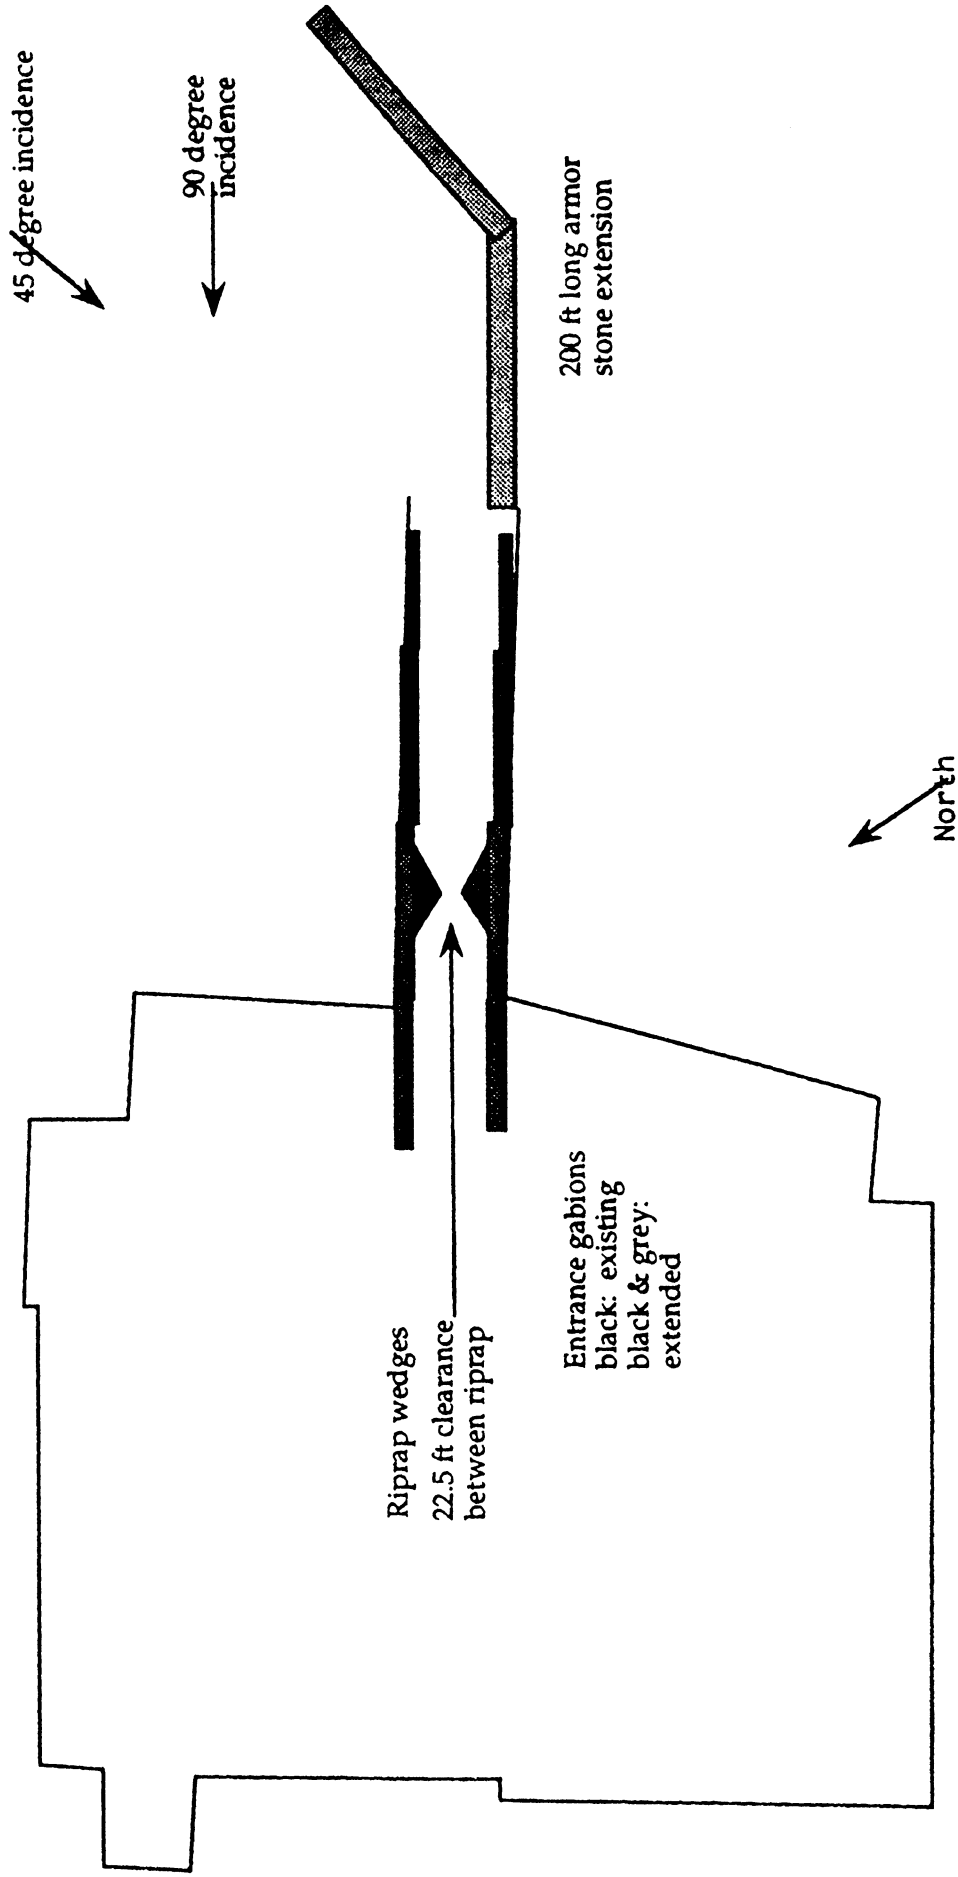 45 degree incidence
90 degree
incidence
200 ft long armor
stone extension
Riprap wedges
22.5 ft clearance
between riprap
Entrance gabions
black: existing
black & grey:
extended
North